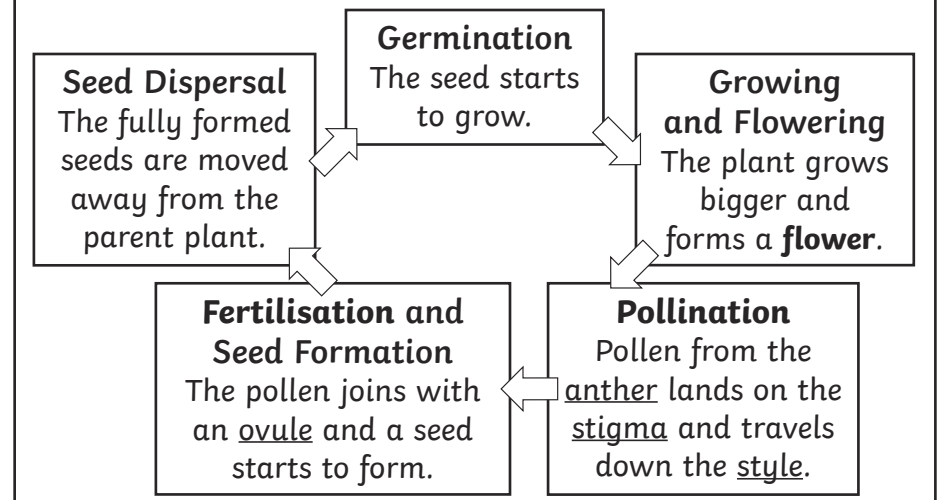 Germination
The seed starts
to grow.
Growing
and Flowering
The plant grows
bigger and
forms a flower.
Pollination
Pollen from the
anther lands on the
stigma and travels
down the style.
Fertilisation and
Seed Formation
The pollen joins with
an ovule and a seed
starts to form.
Seed Dispersal
The fully formed
seeds are moved
away from the
parent plant.